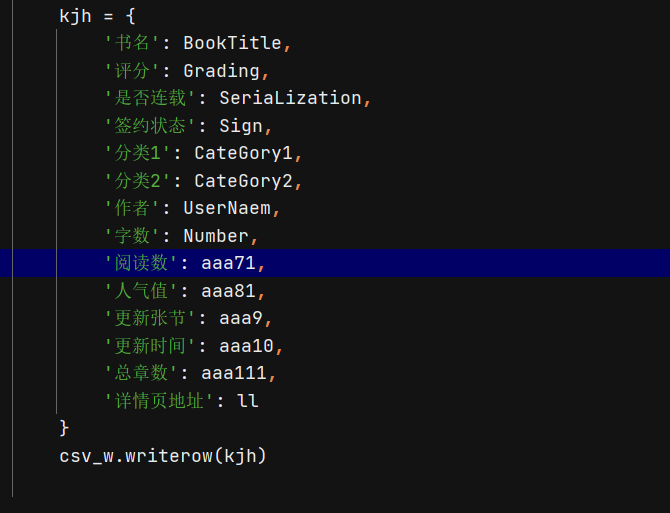 kjh = {
'书名': BookTitle,
'评分': Grading,
'是否连载': SeriaLization,
'签约状态': Sign,
'分类1': CateGory1,
'分类2': CateGory2,
'作者': UserNaem,
'字数': Number,
'阅读数': aaa71,
'人气值': aaa81,
'更新张节': aaa9,
'更新时间': aaa10,
'总章数': aaa111,
'详情页地址': ll
}
csv_w.writerow(kjh)